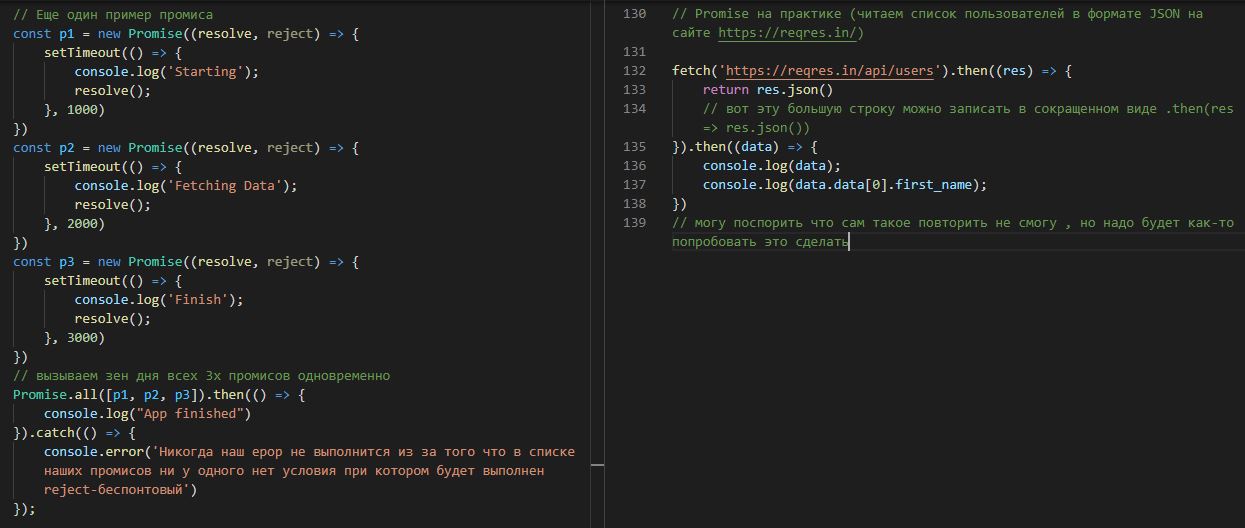 // Еще один пример промиса
const p1 = new Promise((resolve, reject) => {
    setTimeout(() => {
        console.log('Starting');
        resolve();
    }, 1000)
})
const p2 = new Promise((resolve, reject) => {
    setTimeout(() => {
        console.log('Fetching Data');
        resolve();
    }, 2000)
})
const p3 = new Promise((resolve, reject) => {
    setTimeout(() => {
        console.log('Finish');
        resolve();
    }, 3000)
})
// вызываем зен дня всех 3х промисов одновременно
Promise.all([p1, p2, p3]).then(() => {
    console.log("App finished")
}).catch(() => {
    console.error('Никогда наш ерор не выполнится из за того что в списке
    наших промисов ни у одного нет условия при котором будет выполнен
    reject-беспонтовый')
});
130 // Promise на практике (читаем список пользователей в формате JSON на
сайте https://reqres.in/)
131
132 fetch('https://reqres.in/api/users').then((res) => {
133     return res.json()
134     // вот эту большую строку можно записать в сокращенном виде .then(res
    => res.json())
135 }).then((data) => {
136     console.log(data);
137     console.log(data.data[0].first_name);
138 })
139 // могу поспорить что сам такое повторить не смогу , но надо будет как-то
попробовать это сделать